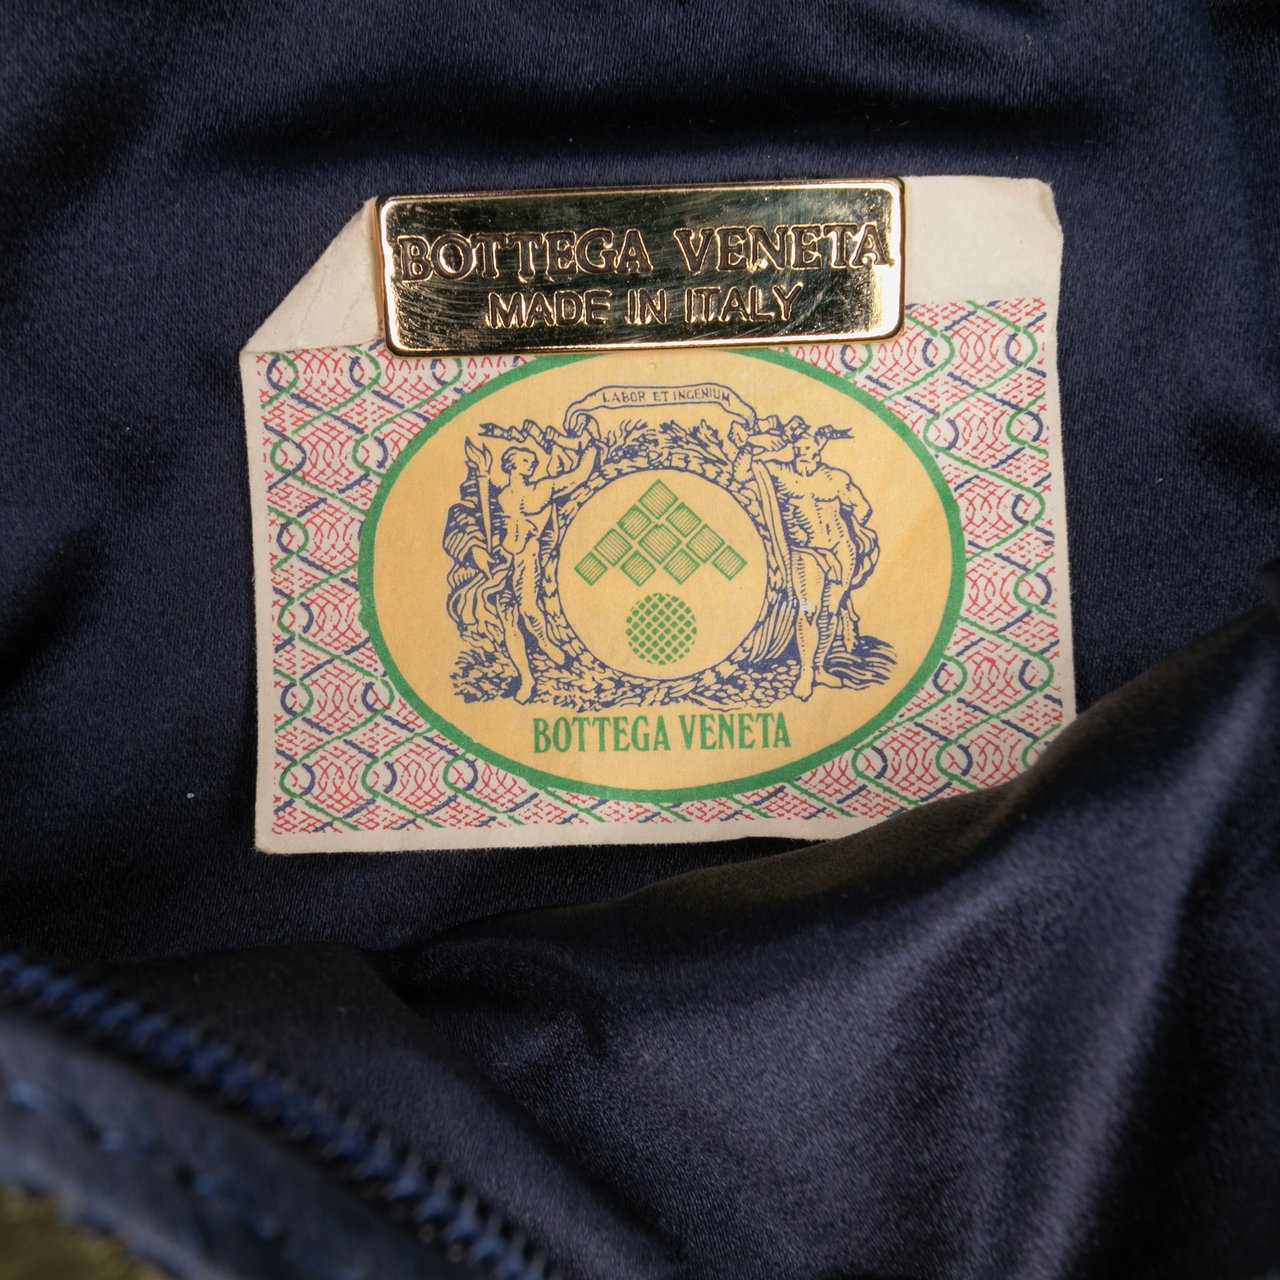 BOTTEGA VENETA
MADE IN ITALY
LABOR ET INGENIUM
BOTTEGA VENETA